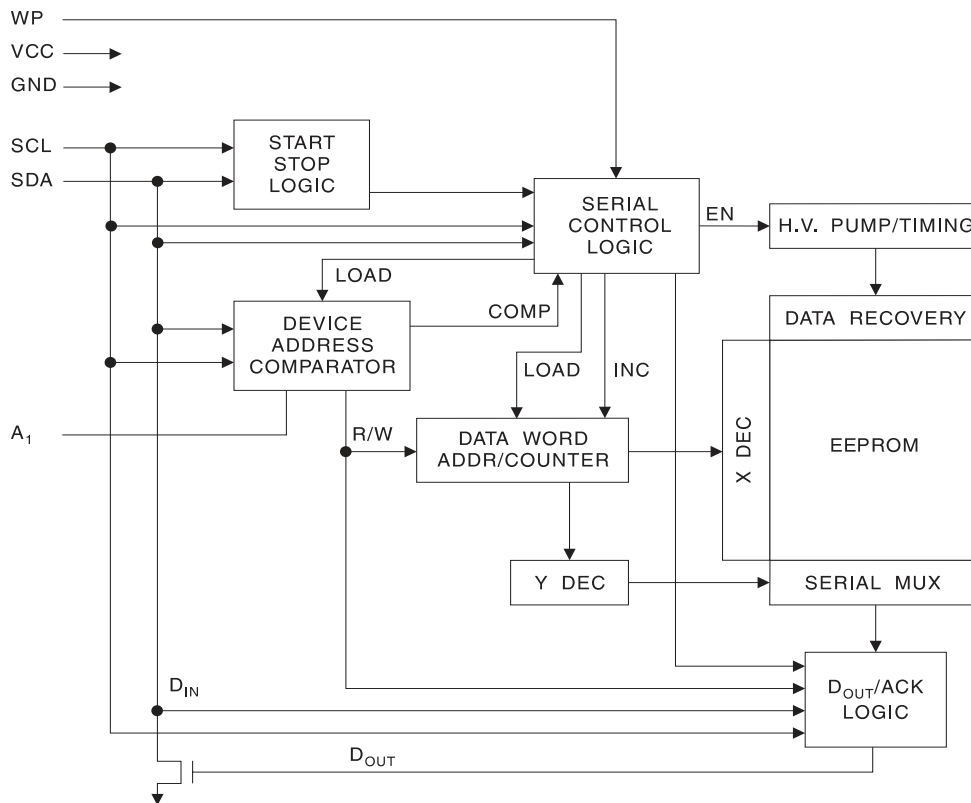 WP
VCC
GND
SCL
SDA
START
STOP
LOGIC
SERIAL
CONTROL
LOGIC
EN
H.V. PUMP/TIMING
LOAD
COMP
DEVICE
ADDRESS
COMPARATOR
DATA RECOVERY
LOAD
INC
A1
R/W
DATA WORD
ADDR/COUNTER
X DEC
EEPROM
Y DEC
SERIAL MUX
DIN
DOUT/ACK
LOGIC
DOUT